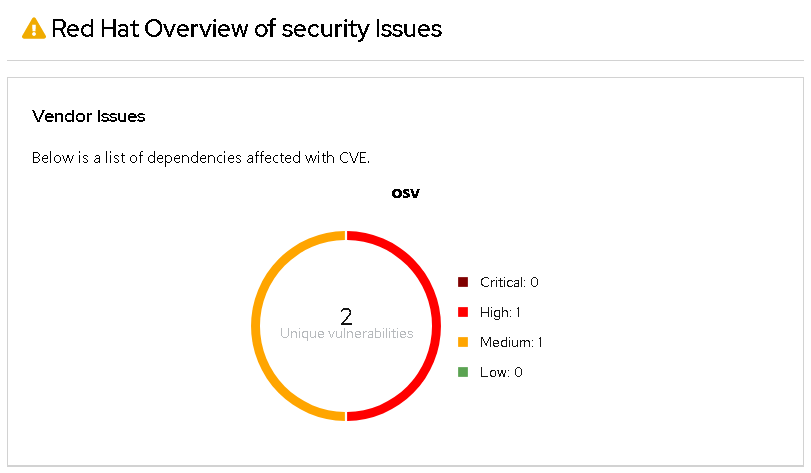 Red Hat Overview of security Issues
Vendor Issues
Below is a list of dependencies affected with CVE.
osv
2
Unique vulnerabilities
Critical: 0
High: 1
Medium: 1
Low: 0